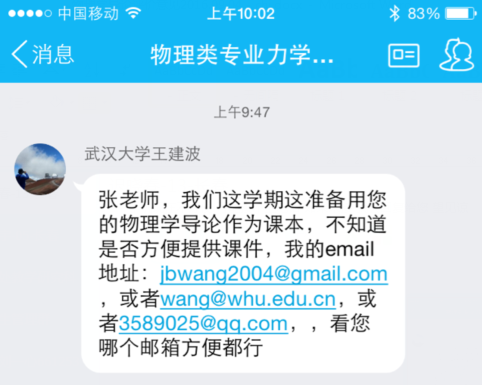 中国移动 上午10:02 83%
消息 物理类专业力学...
上午9:47
武汉大学王建波
张老师，我们这学期这准备用您
的物理学导论作为课本，不知道
是否方便提供课件，我的email
地址：jbwang2004@gmail.com
，或者wang@whu.edu.cn，或
者3589025@qq.com，，看您
哪个邮箱方便都行